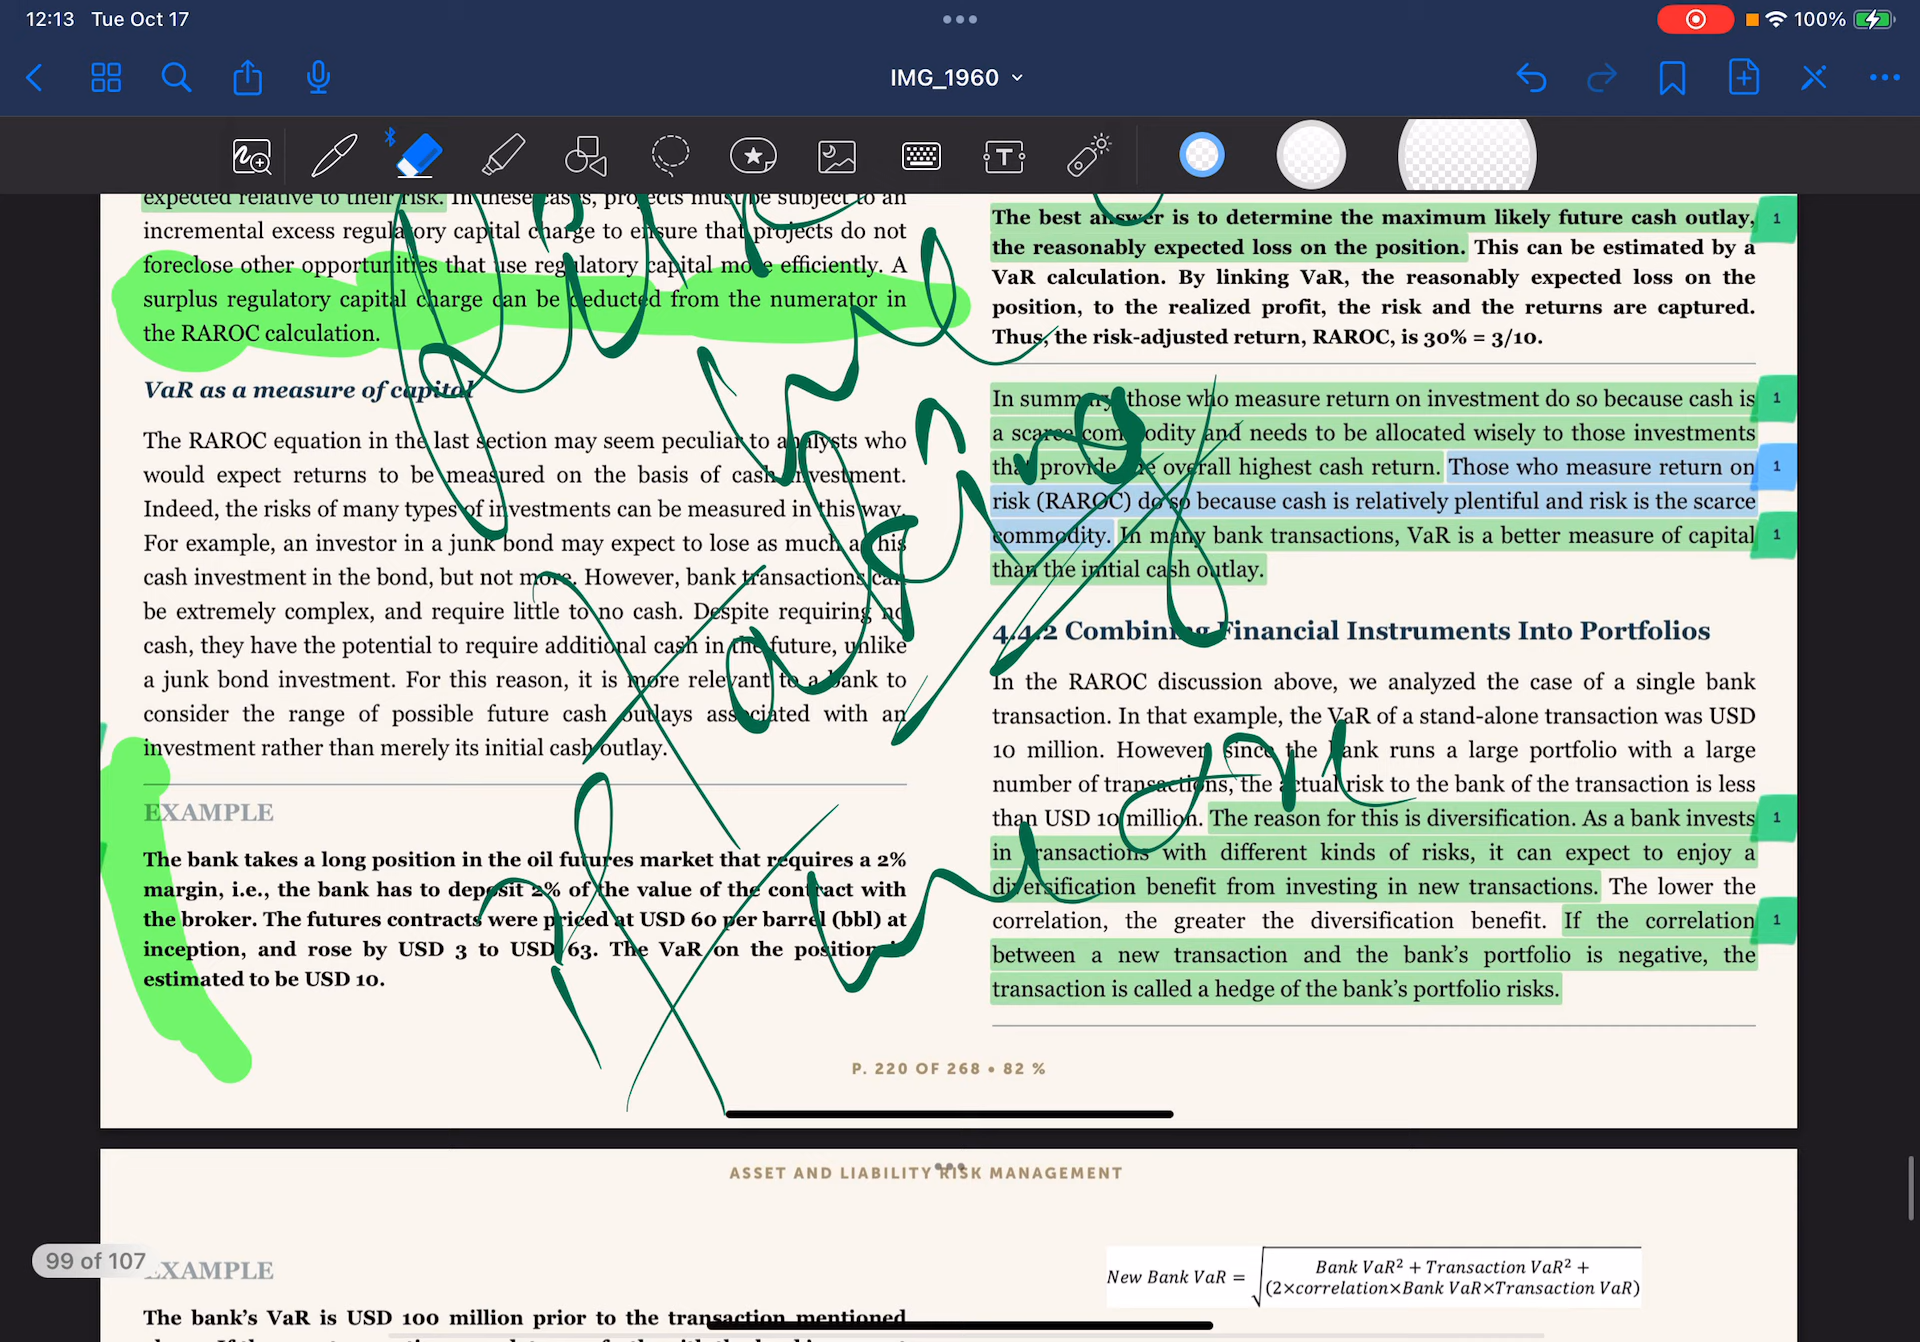 12:13 Tue Oct 17
100%
IMG_1960
expected relative to their risk. In these cases, projects must be subject to an
incremental excess regulatory capital charge to ensure that projects do not
foreclose other opportunities that use regulatory capital more efficiently. A
surplus regulatory capital charge can be deducted from the numerator in
the RAROC calculation.
VaR as a measure of capital
The RAROC equation in the last section may seem peculiar to analysts who
would expect returns to be measured on the basis of cash investment.
Indeed, the risks of many types of investments can be measured in this way.
For example, an investor in a junk bond may expect to lose as much as his
cash investment in the bond, but not more. However, bank transactions can
be extremely complex, and require little to no cash. Despite requiring no
cash, they have the potential to require additional cash in the future, unlike
a junk bond investment. For this reason, it is more relevant to a bank to
consider the range of possible future cash outlays associated with an
investment rather than merely its initial cash outlay.
EXAMPLE
The bank takes a long position in the oil futures market that requires a 2%
margin, i.e., the bank has to deposit 2% of the value of the contract with
the broker. The futures contracts were priced at USD 60 per barrel (bbl) at
inception, and rose by USD 3 to USD 63. The VaR on the position is
estimated to be USD 10.
The best answer is to determine the maximum likely future cash outlay, 1
the reasonably expected loss on the position. This can be estimated by a
VaR calculation. By linking VaR, the reasonably expected loss on the
position, to the realized profit, the risk and the returns are captured.
Thus, the risk-adjusted return, RAROC, is 30% = 3/10.
In summary, those who measure return on investment do so because cash is 1
a scarce commodity and needs to be allocated wisely to those investments
that provide the overall highest cash return. Those who measure return on 1
risk (RAROC) do so because cash is relatively plentiful and risk is the scarce
commodity. In many bank transactions, VaR is a better measure of capital 1
than the initial cash outlay.
4.4.2 Combining Financial Instruments Into Portfolios
In the RAROC discussion above, we analyzed the case of a single bank
transaction. In that example, the VaR of a stand-alone transaction was USD
10 million. However, since the bank runs a large portfolio with a large
number of transactions, the actual risk to the bank of the transaction is less
than USD 10 million. The reason for this is diversification. As a bank invests 1
in transactions with different kinds of risks, it can expect to enjoy a
diversification benefit from investing in new transactions. The lower the
correlation, the greater the diversification benefit. If the correlation 1
between a new transaction and the bank's portfolio is negative, the
transaction is called a hedge of the bank's portfolio risks.
P. 220 OF 268 • 82 %
ASSET AND LIABILITY RISK MANAGEMENT
99 of 107
EXAMPLE
The bank's VaR is USD 100 million prior to the transaction mentioned
New Bank VaR = √ Bank VaR² + Transaction VaR² +
(2×correlation×Bank VaR×Transaction VaR)